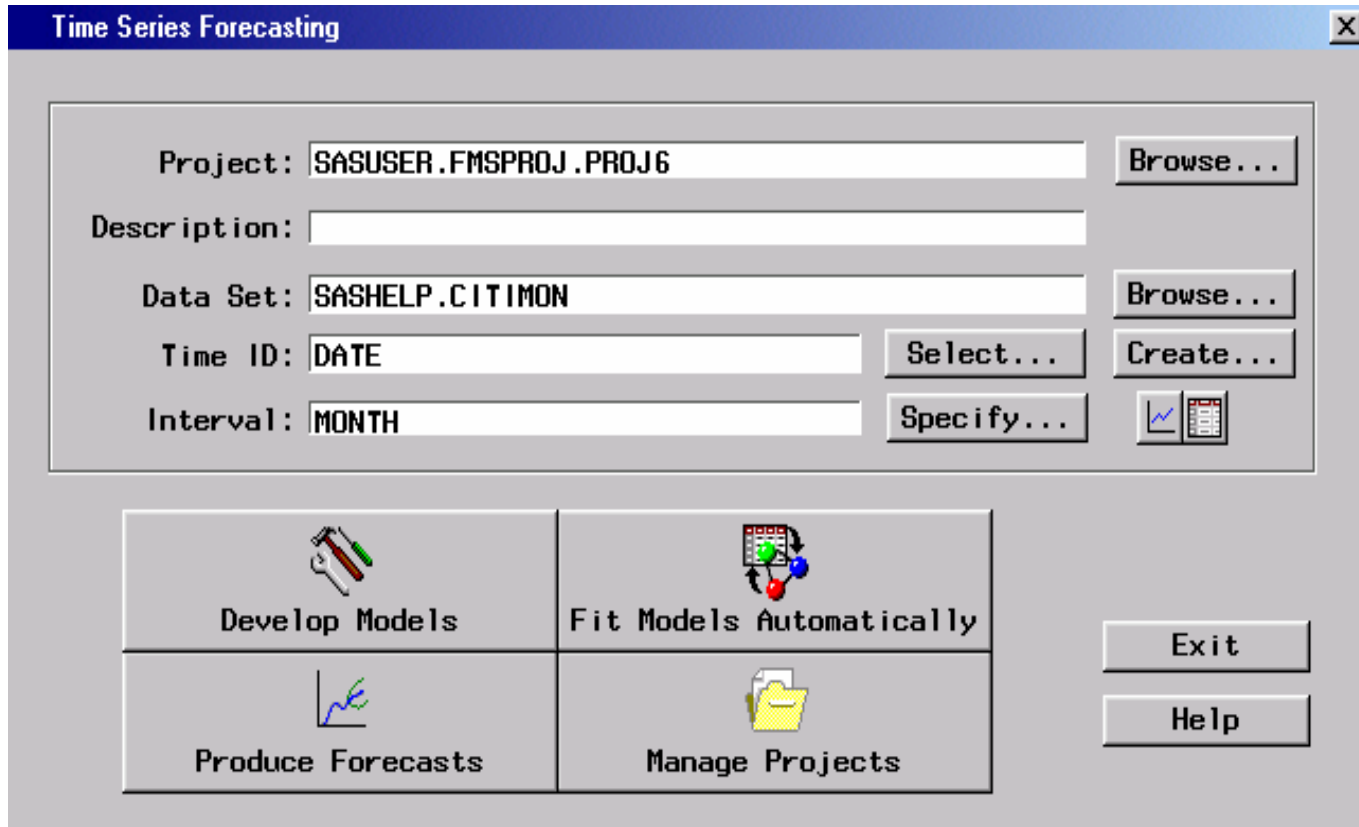 Time Series Forecasting
Project: SASUSER.FMSPROJ.PROJ6 Browse...
Description:
Data Set: SASHELP.CITIMON Browse...
Time ID: DATE Select... Create...
Interval: MONTH Specify...
Develop Models Fit Models Automatically
Exit
Produce Forecasts Manage Projects
Help